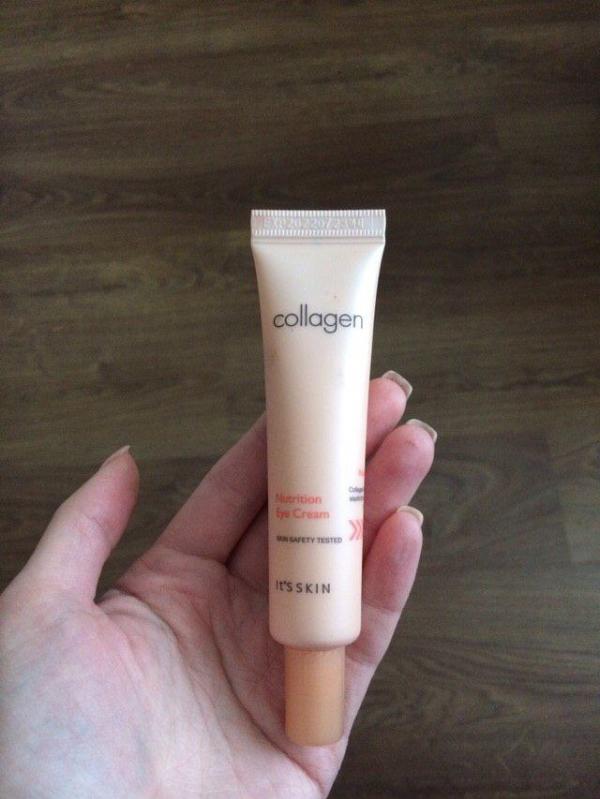 collagen
Nutrition
Eye Cream
SKIN SAFETY TESTED
It'S SKIN